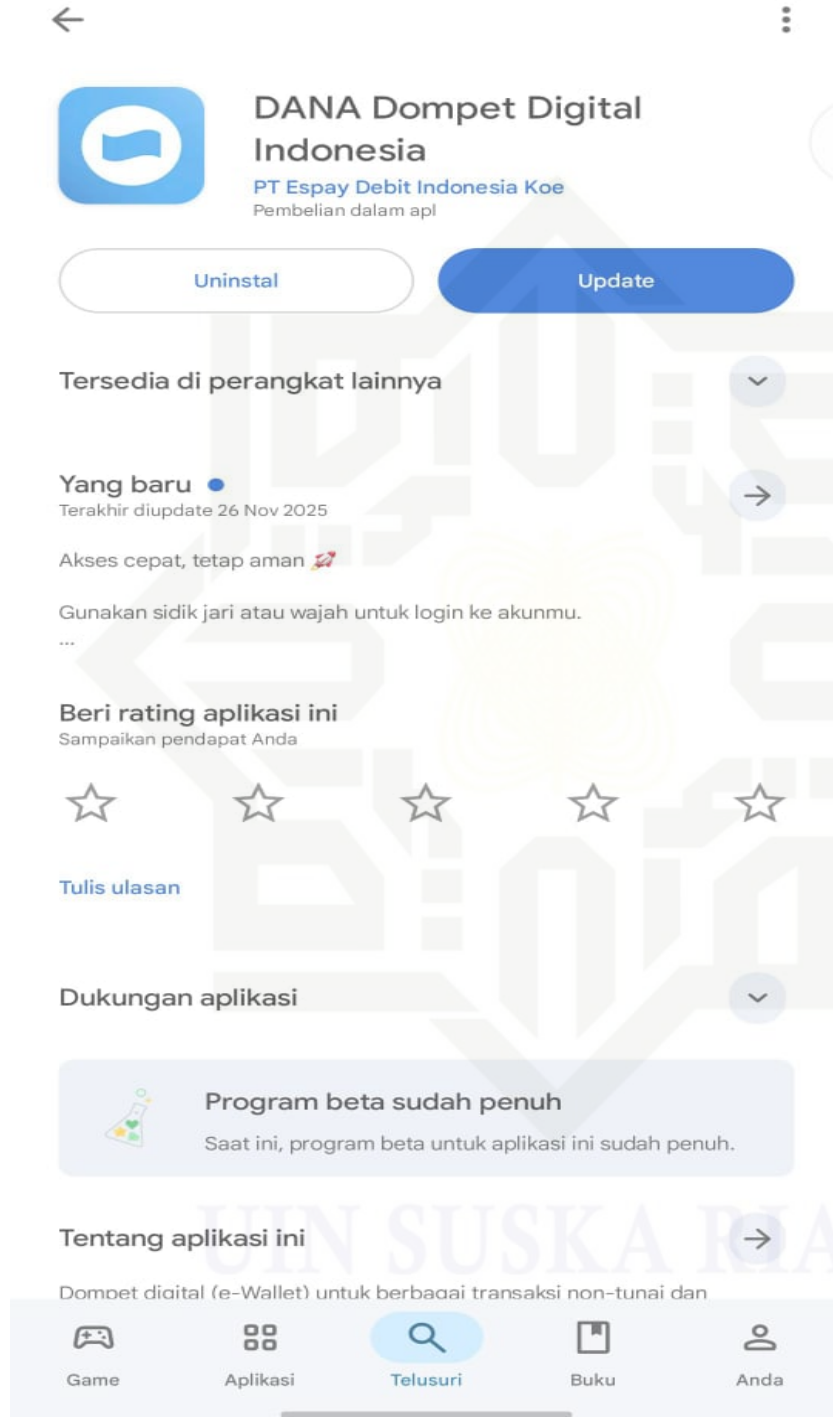 DANA Dompet Digital
Indonesia
PT Espay Debit Indonesia Koe
Pembelian dalam apl
Uninstal
Update
Tersedia di perangkat lainnya
Yang baru
Terakhir diupdate 26 Nov 2025
Akses cepat, tetap aman 🚀
Gunakan sidik jari atau wajah untuk login ke akunmu.
...
Beri rating aplikasi ini
Sampaikan pendapat Anda
Tulis ulasan
Dukungan aplikasi
Program beta sudah penuh
Saat ini, program beta untuk aplikasi ini sudah penuh.
UIN SUSKA RIA
Tentang aplikasi ini
Dompet digital (e-Wallet) untuk berbagai transaksi non-tunai dan
Game
Aplikasi
Telusuri
Buku
Anda